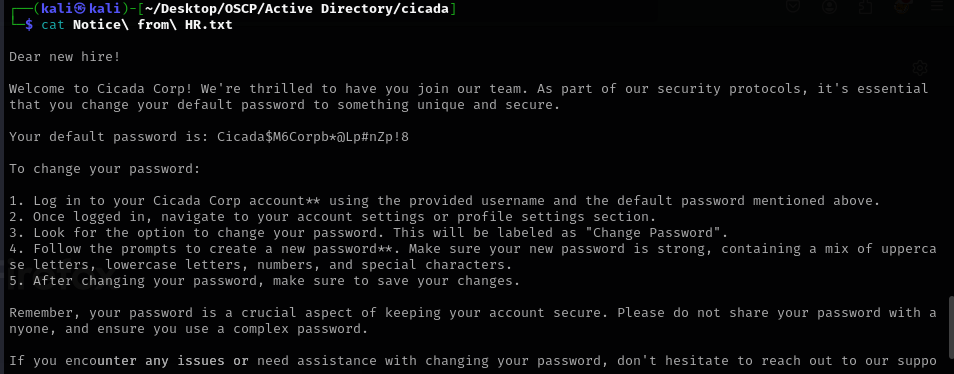 ┌──(kali㉿kali)-[~/Desktop/OSCP/Active Directory/cicada]
└─$ cat Notice\ from\ HR.txt
Dear new hire!
Welcome to Cicada Corp! We're thrilled to have you join our team. As part of our security protocols, it's essential
that you change your default password to something unique and secure.
Your default password is: Cicada$M6Corpb*@Lp#nZp!8
To change your password:
1. Log in to your Cicada Corp account** using the provided username and the default password mentioned above.
2. Once logged in, navigate to your account settings or profile settings section.
3. Look for the option to change your password. This will be labeled as "Change Password".
4. Follow the prompts to create a new password**. Make sure your new password is strong, containing a mix of upperca
se letters, lowercase letters, numbers, and special characters.
5. After changing your password, make sure to save your changes.
Remember, your password is a crucial aspect of keeping your account secure. Please do not share your password with a
nyone, and ensure you use a complex password.
If you encounter any issues or need assistance with changing your password, don't hesitate to reach out to our suppo